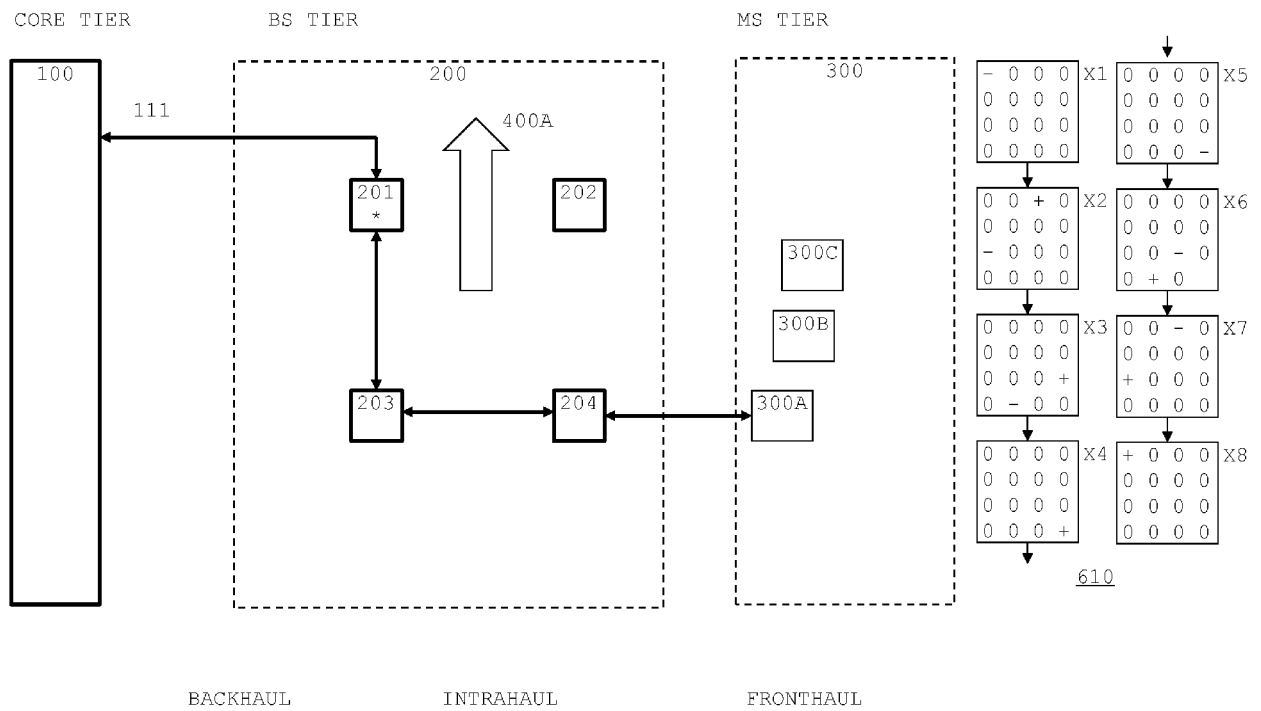 CORE TIER
BS TIER
MS TIER
100
111
200
400A
201
*
202
203
204
300
300C
300B
300A
- 0 0 0 X1
0 0 0 0
0 0 0 0
0 0 0 0
0 0 + 0 X2
0 0 0 0
- 0 0 0
0 0 0 0
0 0 0 0 X3
0 0 0 0
0 0 0 +
0 - 0 0
0 0 0 0 X4
0 0 0 0
0 0 0 0
0 0 0 +
0 0 0 0 X5
0 0 0 0
0 0 0 0
0 0 0 -
0 0 0 0 X6
0 0 0 0
0 0 - 0
0 + 0
0 0 - 0 X7
0 0 0 0
+ 0 0 0
0 0 0 0
+ 0 0 0 X8
0 0 0 0
0 0 0 0
0 0 0 0
610
BACKHAUL
INTRAHAUL
FRONTHAUL